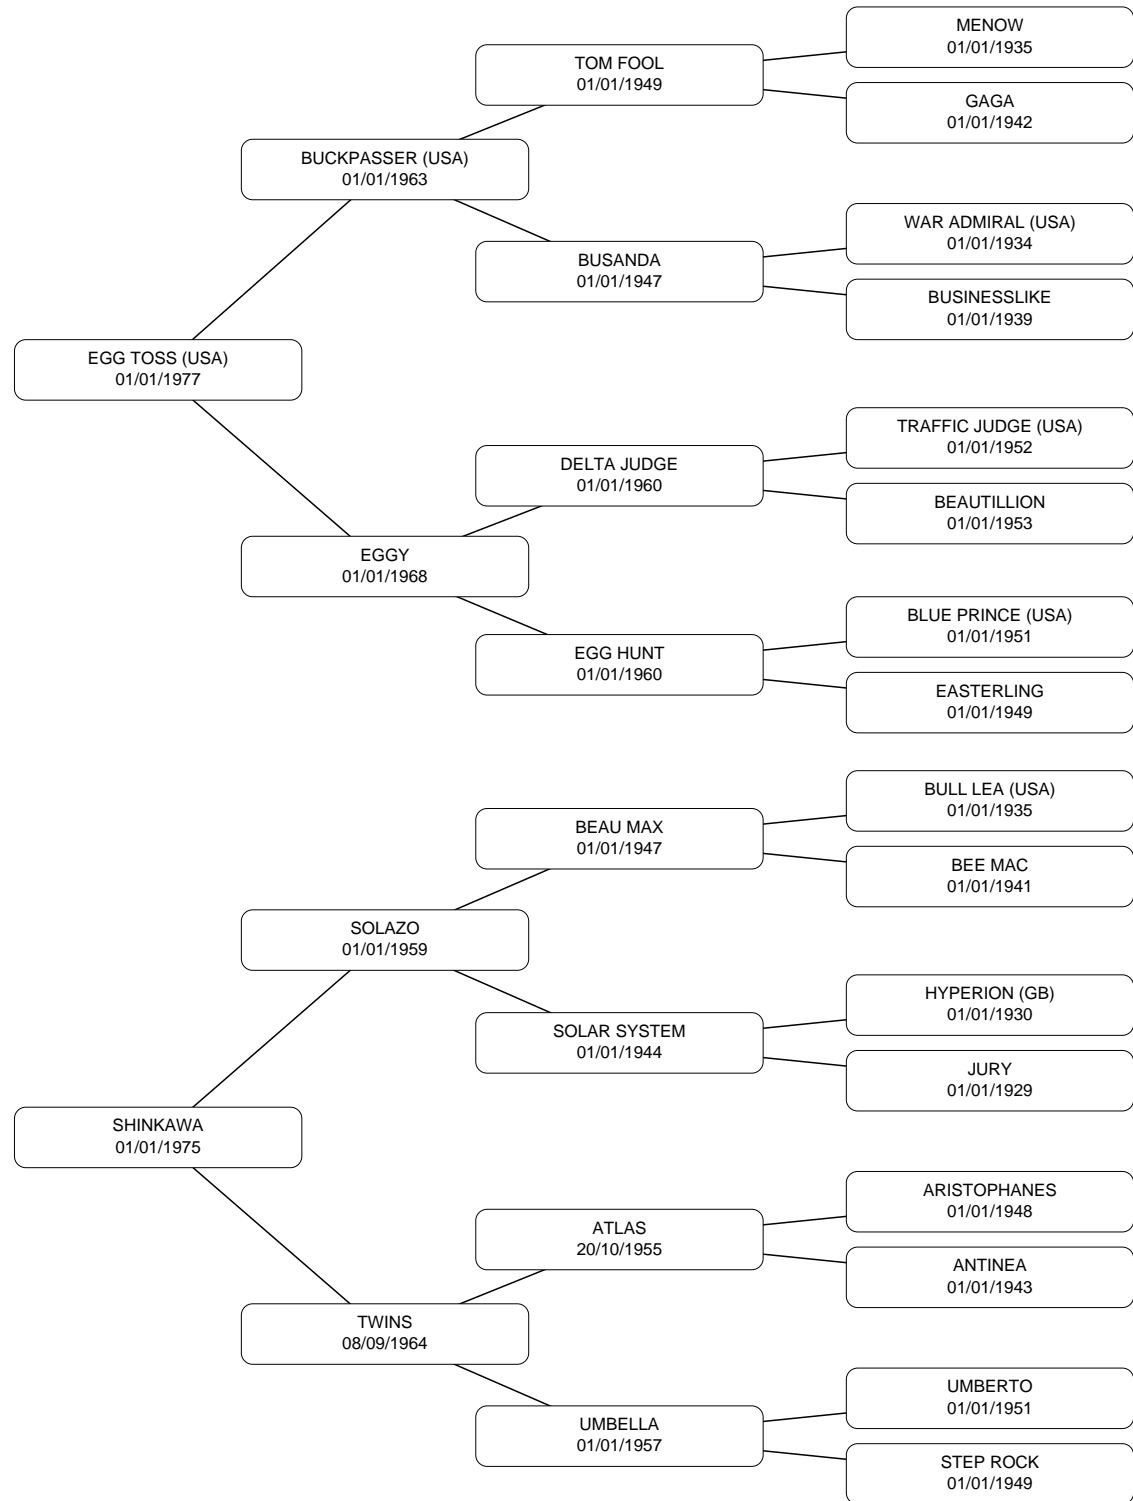 MENOW
01/01/1935
TOM FOOL
01/01/1949
GAGA
01/01/1942
BUCKPASSER (USA)
01/01/1963
WAR ADMIRAL (USA)
01/01/1934
BUSANDA
01/01/1947
BUSINESSLIKE
01/01/1939
EGG TOSS (USA)
01/01/1977
TRAFFIC JUDGE (USA)
01/01/1952
DELTA JUDGE
01/01/1960
BEAUTILLION
01/01/1953
EGGY
01/01/1968
BLUE PRINCE (USA)
01/01/1951
EGG HUNT
01/01/1960
EASTERLING
01/01/1949
BULL LEA (USA)
01/01/1935
BEAU MAX
01/01/1947
BEE MAC
01/01/1941
SOLAZO
01/01/1959
HYPERION (GB)
01/01/1930
SOLAR SYSTEM
01/01/1944
JURY
01/01/1929
SHINKAWA
01/01/1975
ARISTOPHANES
01/01/1948
ATLAS
20/10/1955
ANTINEA
01/01/1943
TWINS
08/09/1964
UMBERTO
01/01/1951
UMBELLA
01/01/1957
STEP ROCK
01/01/1949